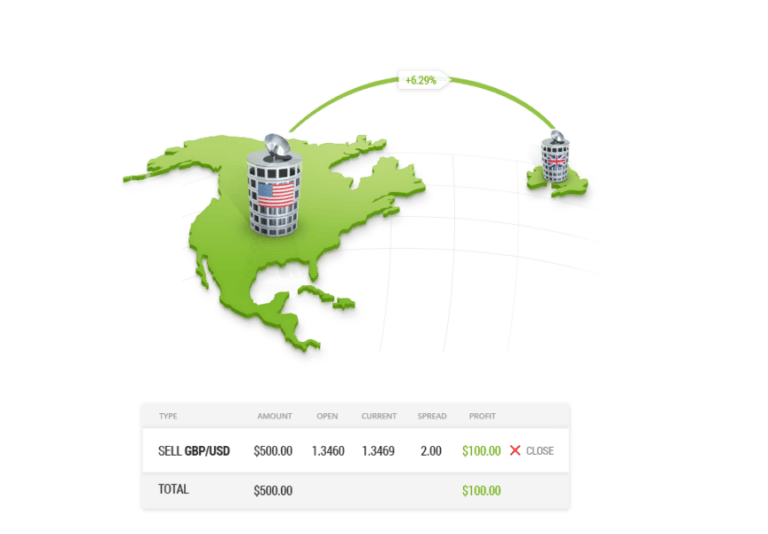 +6.29%
TYPE AMOUNT OPEN CURRENT SPREAD PROFIT
SELL GBP/USD $500.00 1.3460 1.3469 2.00 $100.00 CLOSE
TOTAL $500.00 $100.00